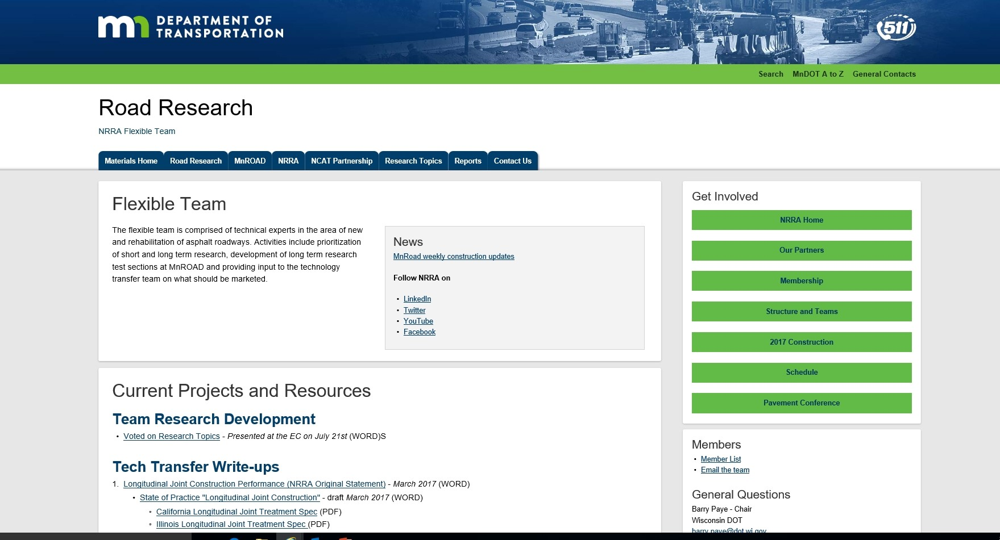 mn DEPARTMENT OF
TRANSPORTATION
511
Search MnDOT A to Z General Contacts
Road Research
NRRA Flexible Team
Materials Home Road Research MnROAD NRRA NCAT Partnership Research Topics Reports Contact Us
Flexible Team
The flexible team is comprised of technical experts in the area of new
and rehabilitation of asphalt roadways. Activities include prioritization
of short and long term research, development of long term research
test sections at MnROAD and providing input to the technology
transfer team on what should be marketed.
News
MnRoad weekly construction updates
Follow NRRA on
• LinkedIn
• Twitter
• YouTube
• Facebook
Current Projects and Resources
Team Research Development
• Voted on Research Topics - Presented at the EC on July 21st (WORD)S
Tech Transfer Write-ups
1. Longitudinal Joint Construction Performance (NRRA Original Statement) - March 2017 (WORD)
• State of Practice "Longitudinal Joint Construction" - draft March 2017 (WORD)
◦ California Longitudinal Joint Treatment Spec (PDF)
◦ Illinois Longitudinal Joint Treatment Spec (PDF)
Get Involved
NRRA Home
Our Partners
Membership
Structure and Teams
2017 Construction
Schedule
Pavement Conference
Members
• Member List
• Email the team
General Questions
Barry Paye - Chair
Wisconsin DOT
barry.paye@dot.wi.gov